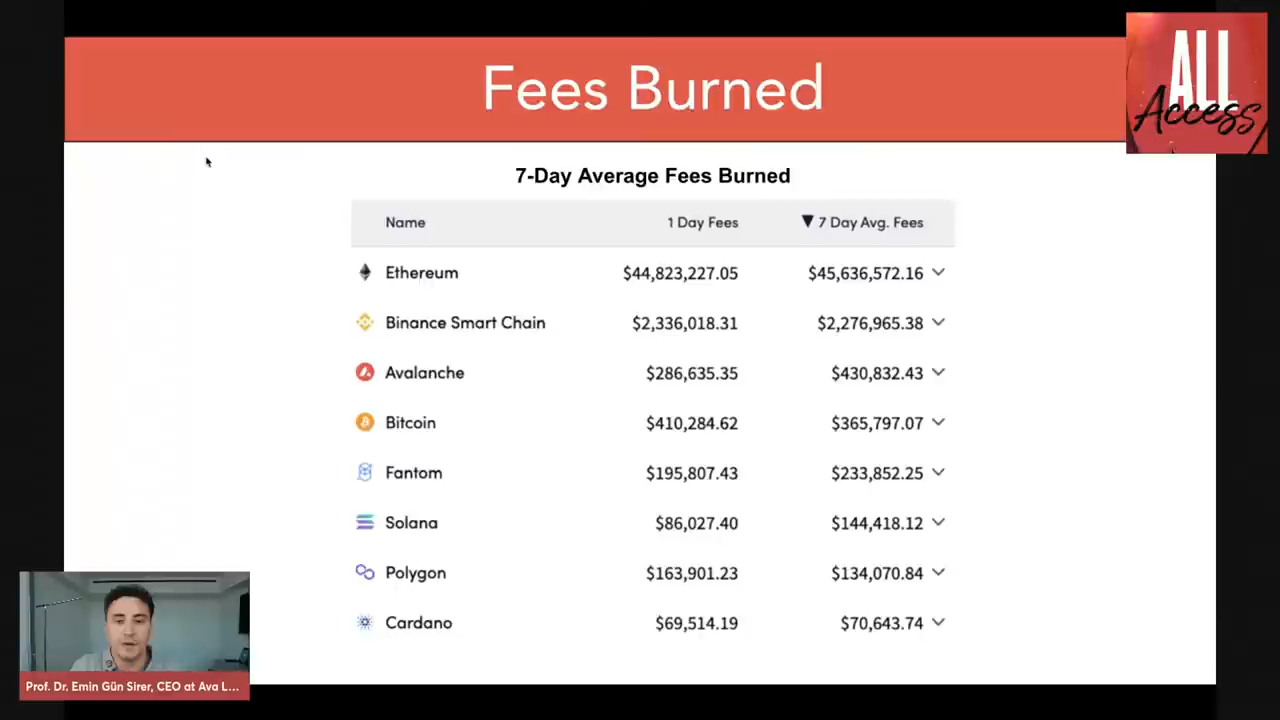 Fees Burned
ALL
Access
7-Day Average Fees Burned
Name 1 Day Fees ▼ 7 Day Avg. Fees
Ethereum $44,823,227.05 $45,636,572.16
Binance Smart Chain $2,336,018.31 $2,276,965.38
Avalanche $286,635.35 $430,832.43
Bitcoin $410,284.62 $365,797.07
Fantom $195,807.43 $233,852.25
Solana $86,027.40 $144,418.12
Polygon $163,901.23 $134,070.84
Cardano $69,514.19 $70,643.74
Prof. Dr. Emin Gün Sirer, CEO at Ava L...